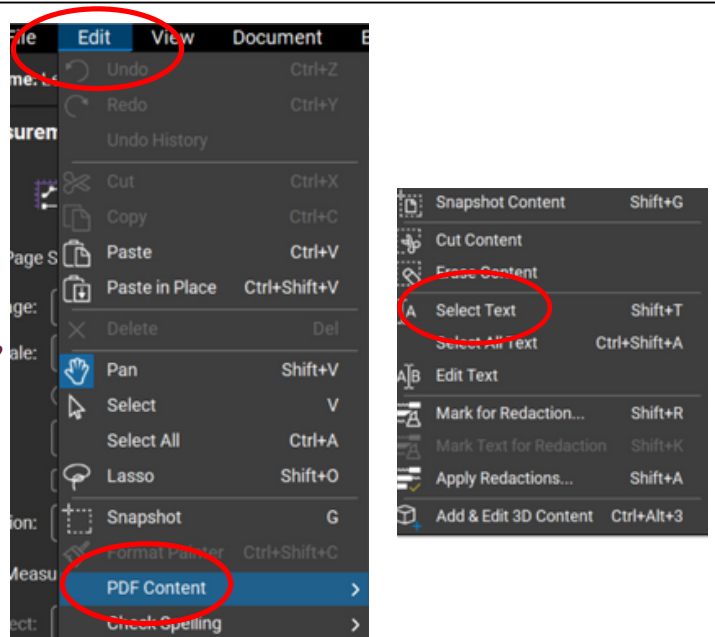 File Edit View Document E
me: Le
Undo Ctrl+Z
Redo Ctrl+Y
suren
Undo History
Cut Ctrl+X
Copy Ctrl+C
Page S
Paste Ctrl+V
ge:
Paste in Place Ctrl+Shift+V
Delete Del
? ale:
Pan Shift+V
Select V
Select All Ctrl+A
Lasso Shift+O
ion:
Snapshot G
Format Painter Ctrl+Shift+C
Measu
PDF Content >
ect:
Check Spelling >
Snapshot Content Shift+G
Cut Content
Erase Content
Select Text Shift+T
Select All Text Ctrl+Shift+A
Edit Text
Mark for Redaction... Shift+R
Mark Text for Redaction Shift+K
Apply Redactions... Shift+A
Add & Edit 3D Content Ctrl+Alt+3